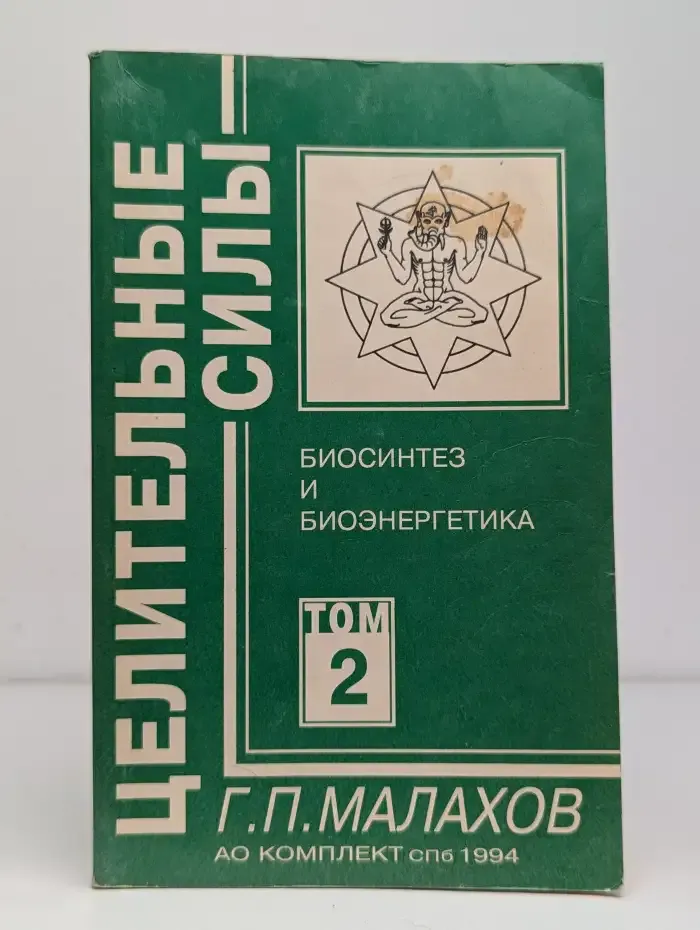 ЦЕЛИТЕЛЬНЫЕ
СИЛЫ
БИОСИНТЕЗ
И
БИОЭНЕРГЕТИКА
ТОМ
2
Г.П.МАЛАХОВ
АО КОМПЛЕКТ СПб 1994